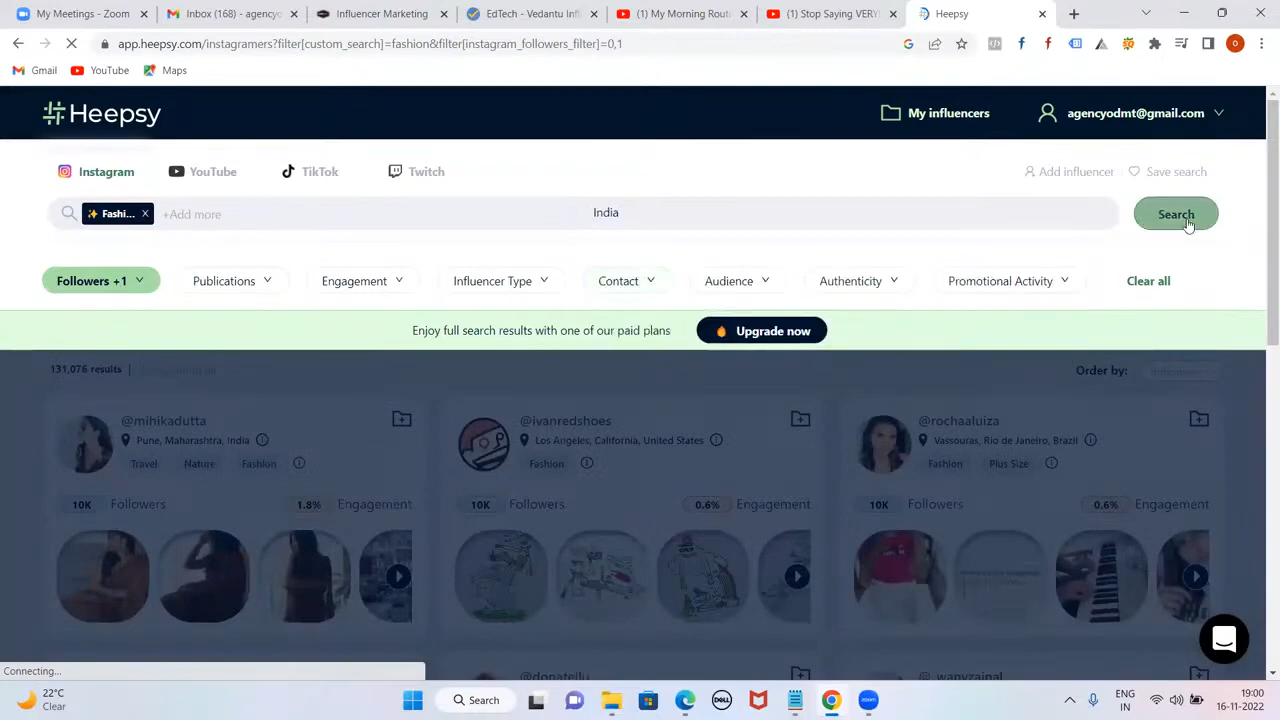 My Meetings - Zoom
Inbox (168) - agencyo
Influencer Marketing
EdTech - Vedantu Inf
(1) My Morning Rout
(1) Stop Saying VERY
Heepsy
app.heepsy.com/instagramers?filter[custom_search]=fashion&filter[instagram_followers_filter]=0,1
Gmail
YouTube
Maps
Heepsy
My influencers
agencyodmt@gmail.com
Instagram
YouTube
TikTok
Twitch
Add influencer
Save search
Fashi...
+Add more
India
Search
Followers +1
Publications
Engagement
Influencer Type
Contact
Audience
Authenticity
Promotional Activity
Clear all
Enjoy full search results with one of our paid plans
Upgrade now
131,076 results
Order by:
@mihikadutta
Pune, Maharashtra, India
Travel
Nature
Fashion
10K Followers
1.8% Engagement
@ivanredshoes
Los Angeles, California, United States
Fashion
10K Followers
0.6% Engagement
@rochaaluiza
Vassouras, Rio de Janeiro, Brazil
Fashion
Plus Size
10K Followers
0.6% Engagement
Connecting...
22°C
Clear
Search
DELL
ENG
IN
19:00
16-11-2022